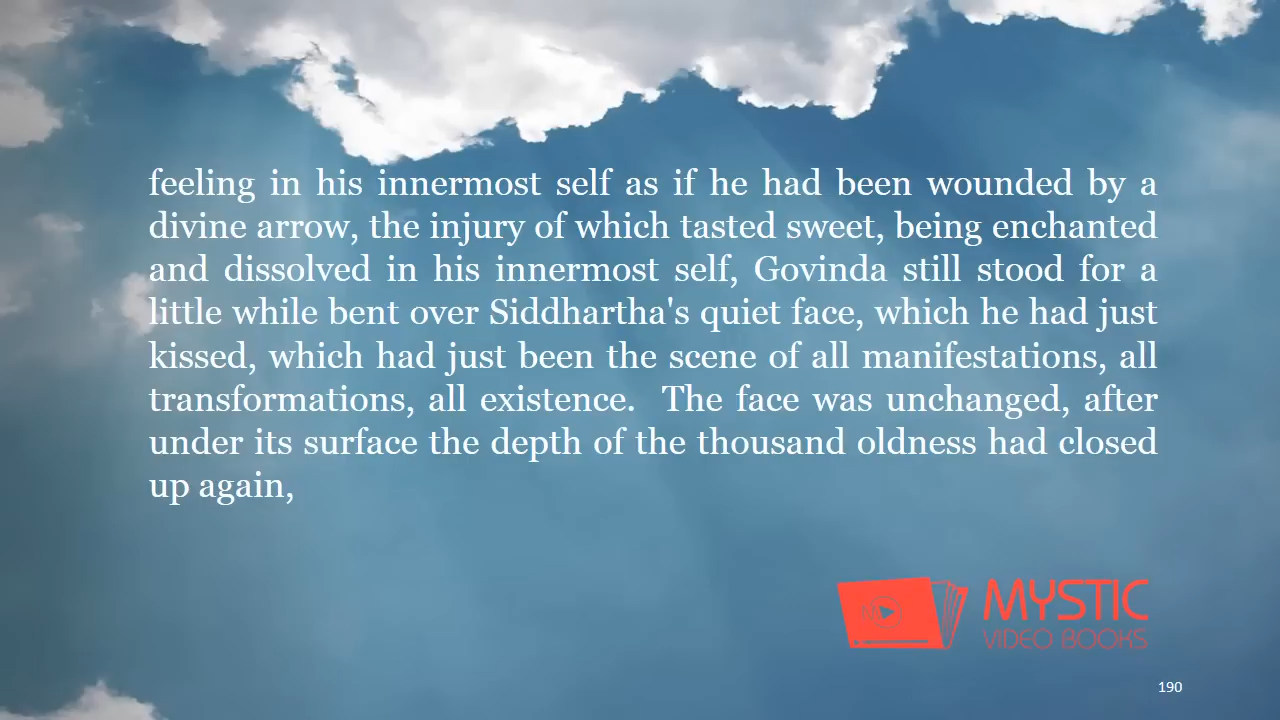 feeling in his innermost self as if he had been wounded by a
divine arrow, the injury of which tasted sweet, being enchanted
and dissolved in his innermost self, Govinda still stood for a
little while bent over Siddhartha's quiet face, which he had just
kissed, which had just been the scene of all manifestations, all
transformations, all existence.  The face was unchanged, after
under its surface the depth of the thousand oldness had closed
up again,
MYSTIC
VIDEO BOOKS
190